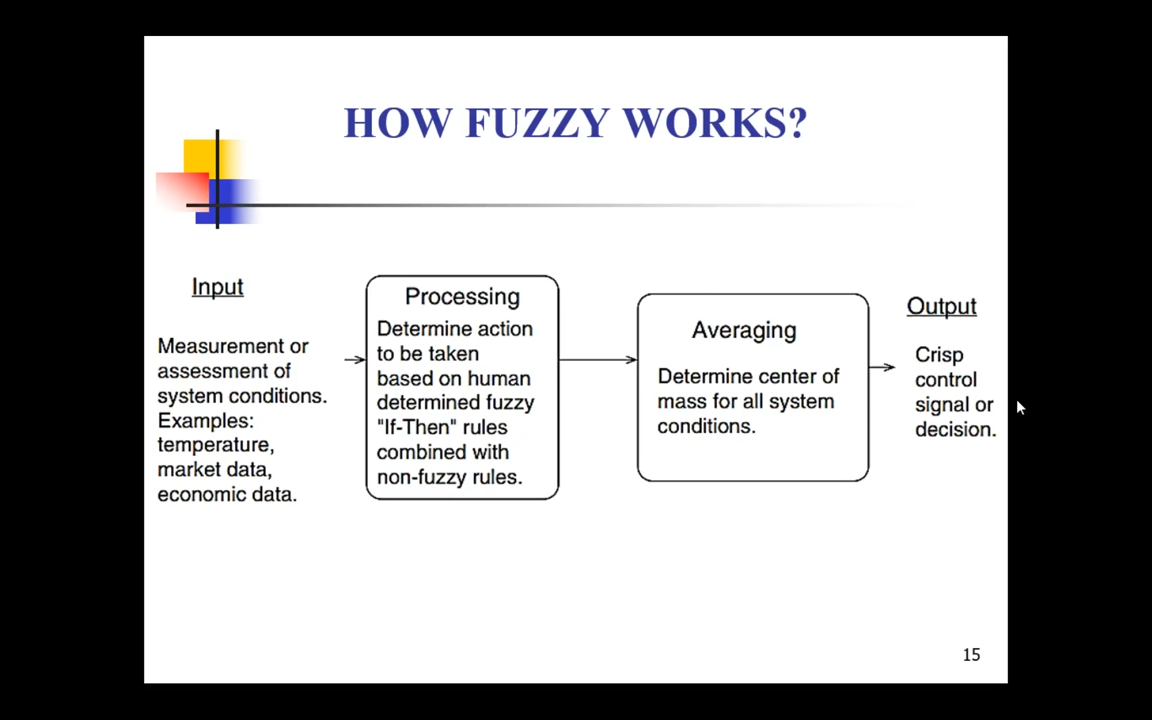 HOW FUZZY WORKS?
Input
Measurement or
assessment of
system conditions.
Examples:
temperature,
market data,
economic data.
Processing
Determine action
to be taken
based on human
determined fuzzy
"If-Then" rules
combined with
non-fuzzy rules.
Averaging
Determine center of
mass for all system
conditions.
Output
Crisp
control
signal or
decision.
15